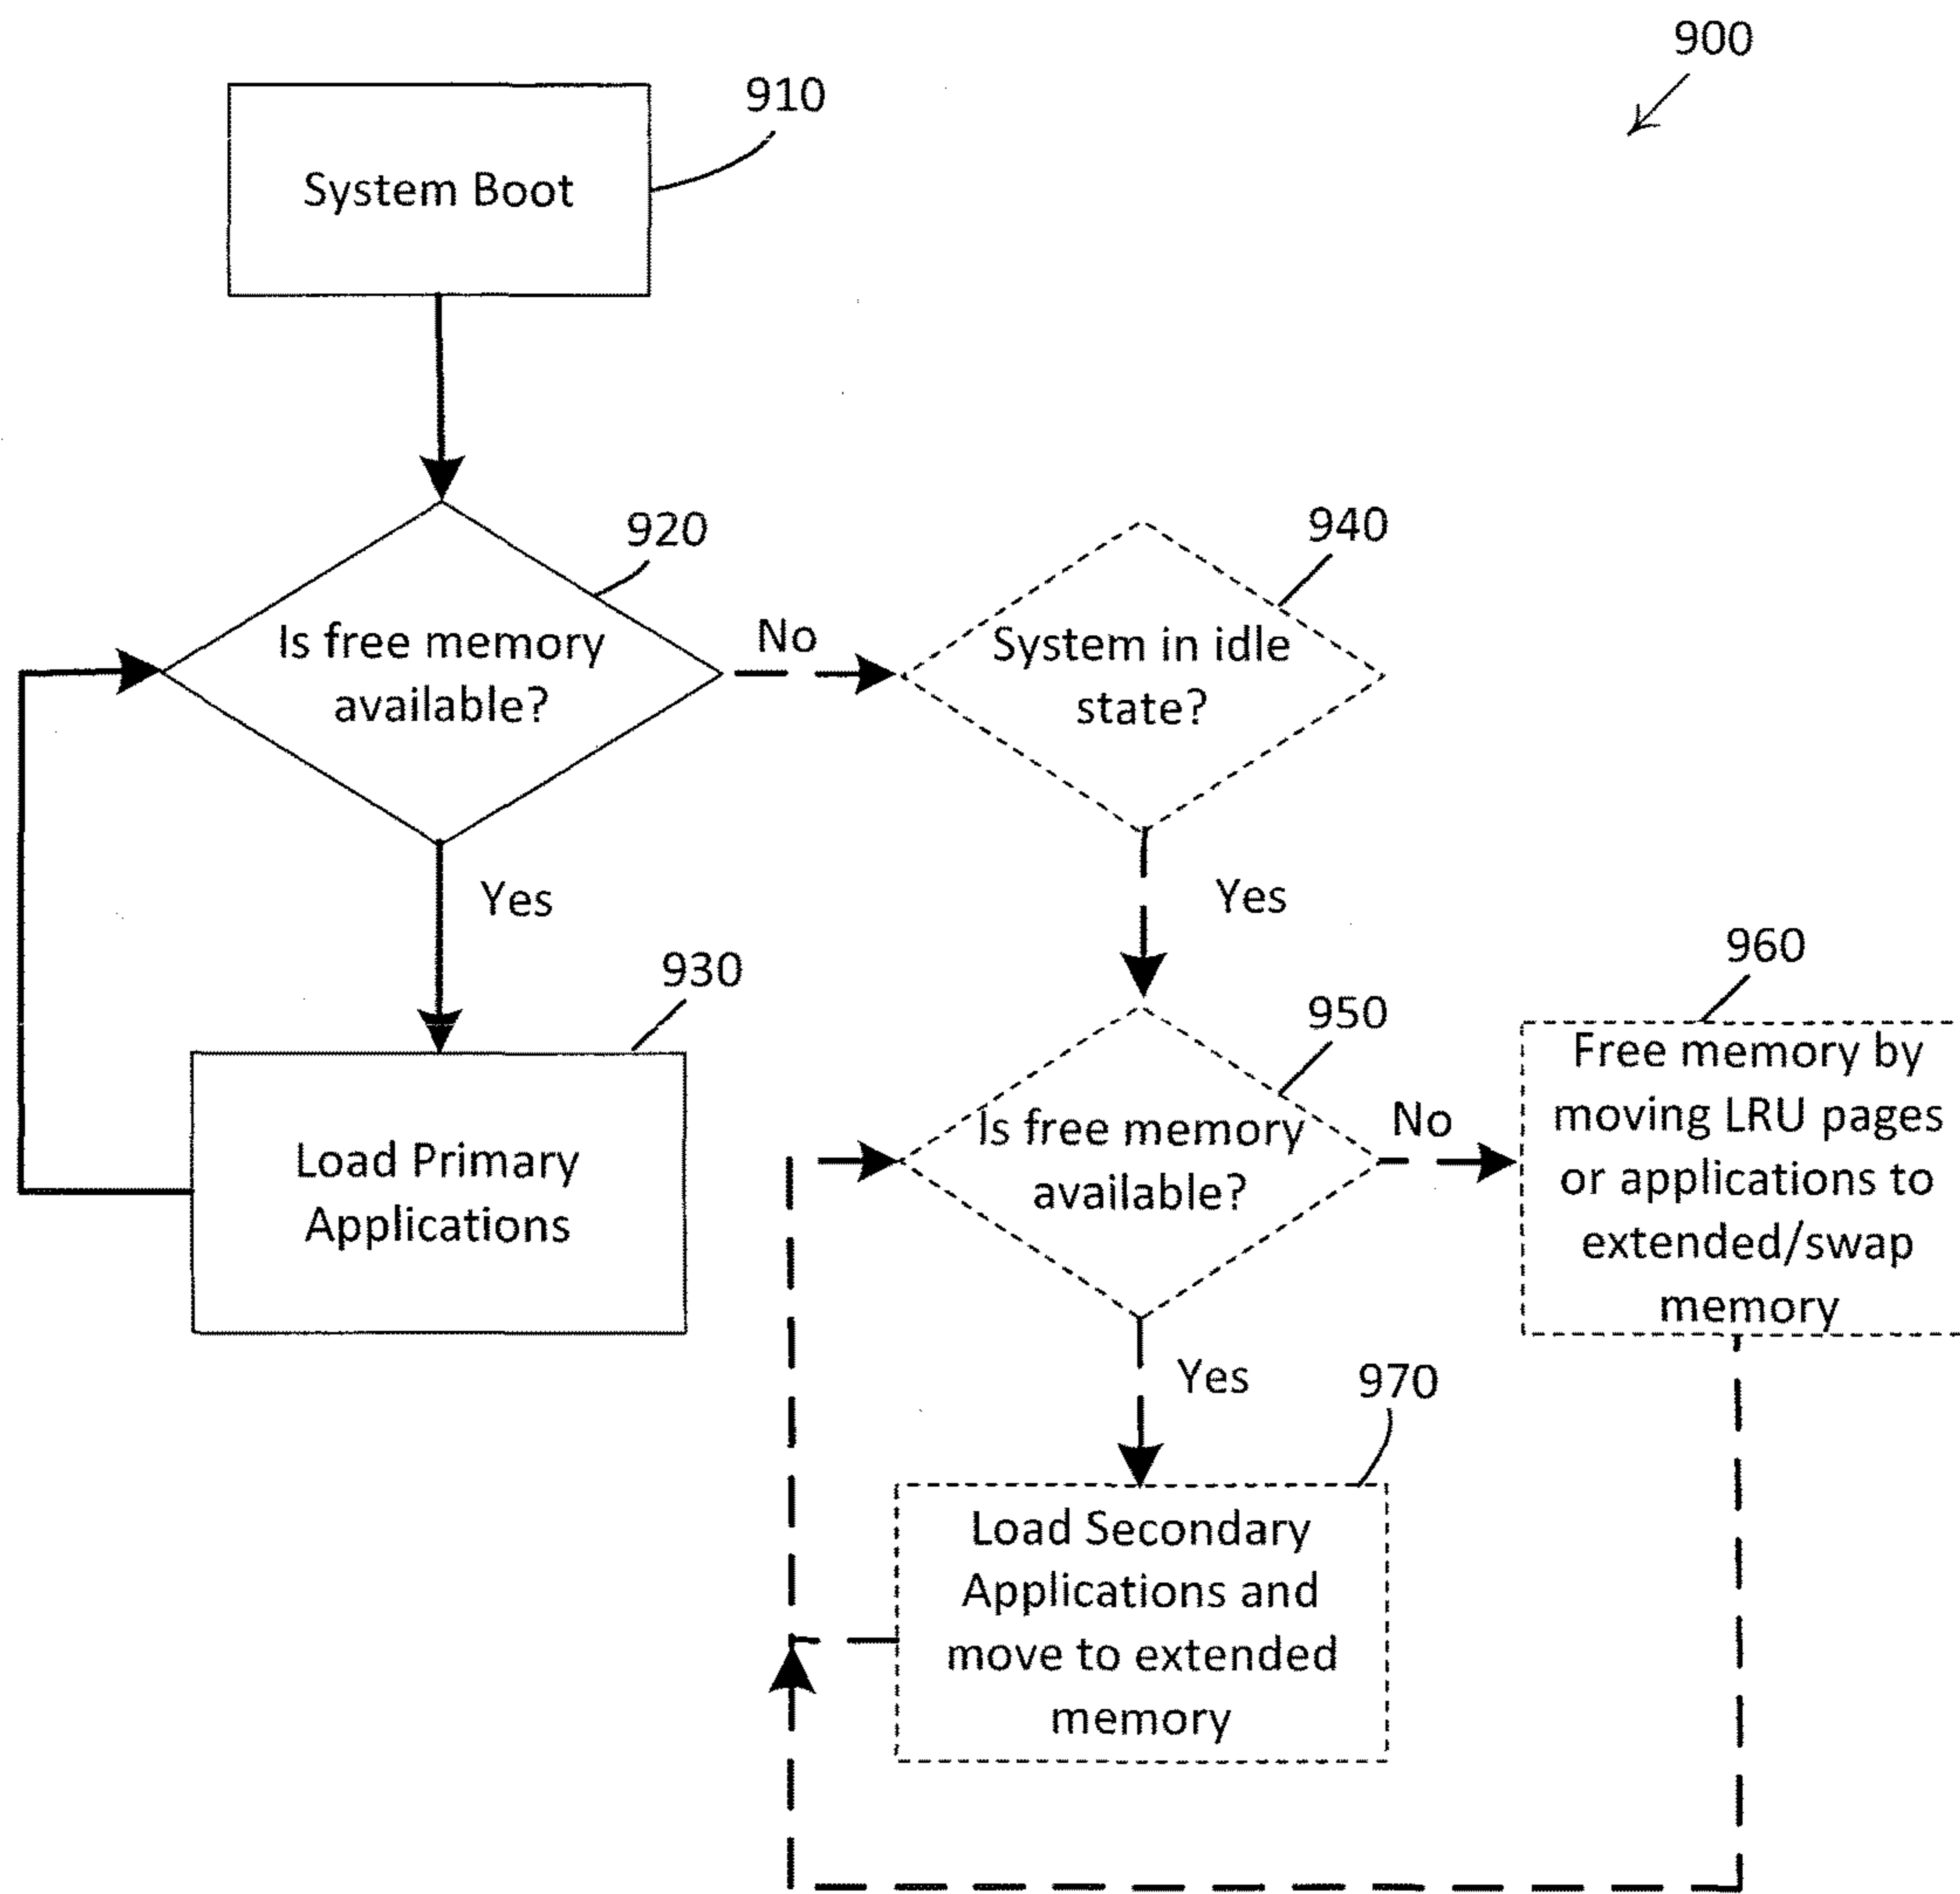 900
910
System Boot
920
Is free memory
available?
No
940
System in idle
state?
Yes
Yes
930
Load Primary
Applications
950
Is free memory
available?
No
960
Free memory by
moving LRU pages
or applications to
extended/swap
memory
Yes
970
Load Secondary
Applications and
move to extended
memory